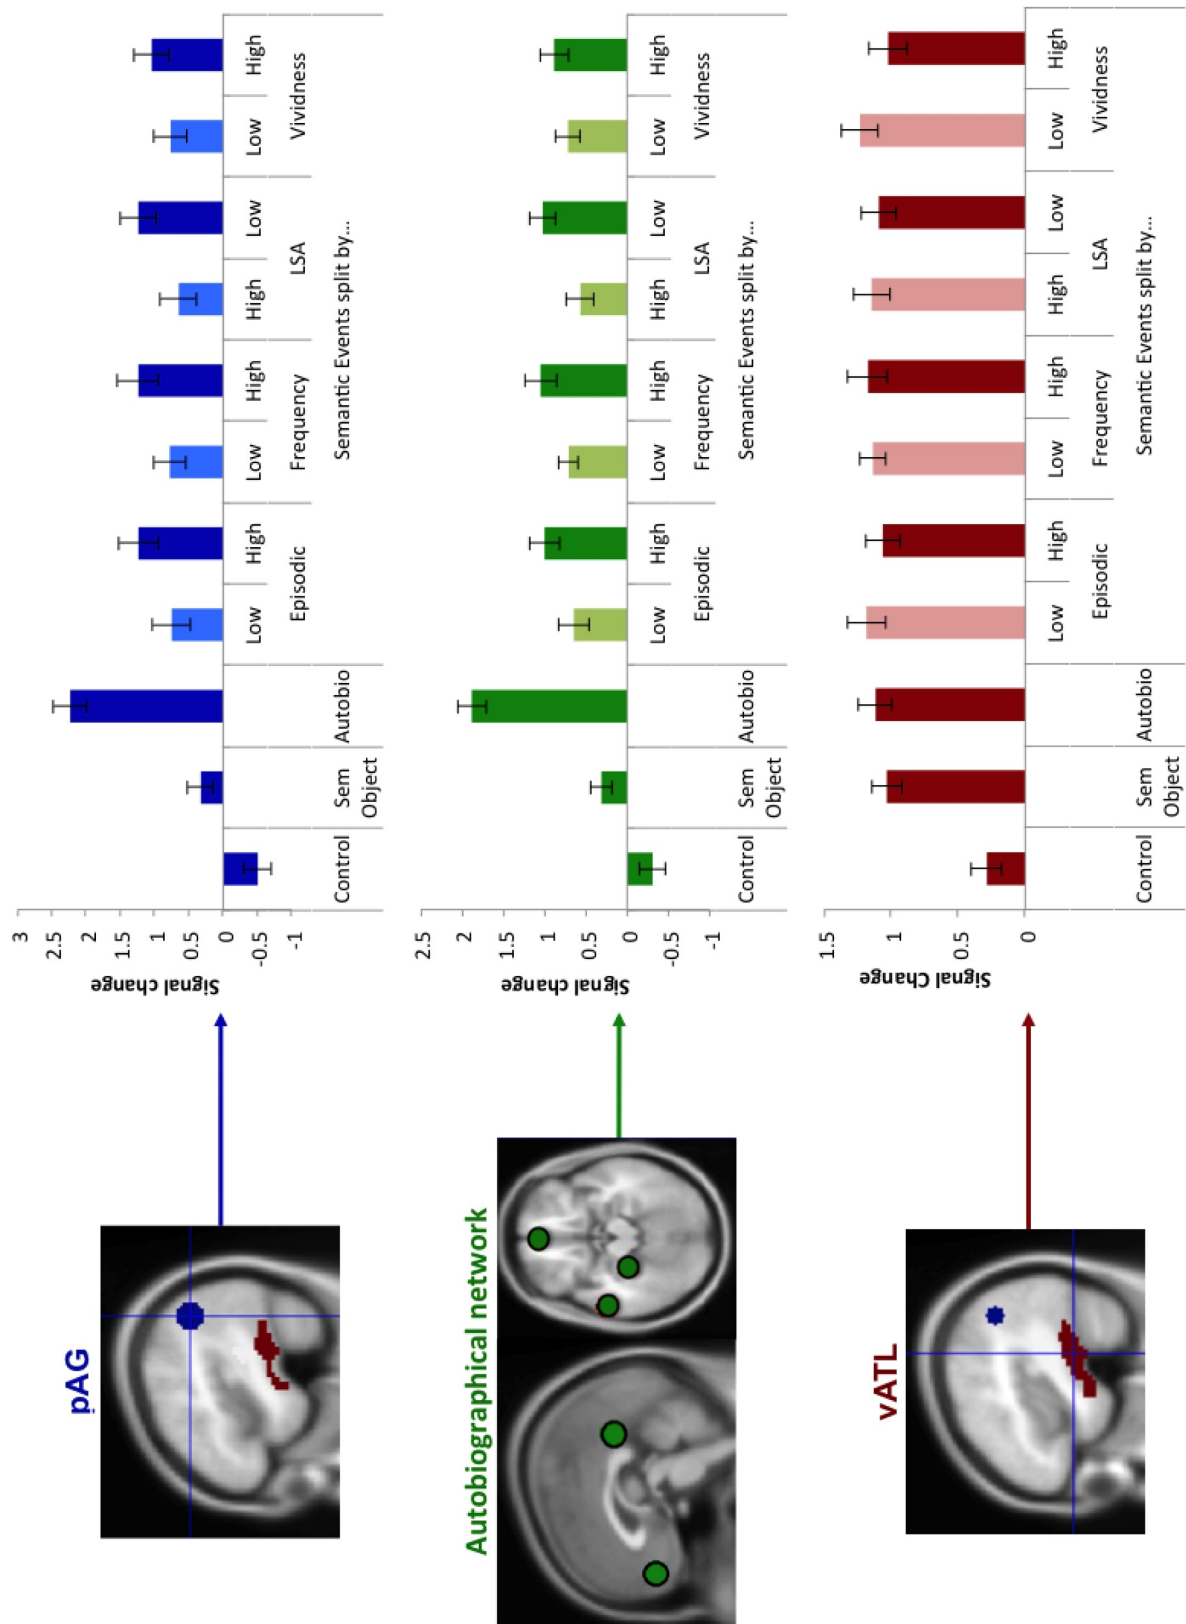 pAG
Signal change
3
2.5
2
1.5
1
0.5
0
-0.5
-1
Control
Sem
Object
Autobio
Low
High
Low
High
High
Low
Low
High
Episodic
Frequency
LSA
Vividness
Semantic Events split by...
Autobiographical network
Signal change
2.5
2
1.5
1
0.5
0
-0.5
-1
Control
Sem
Object
Autobio
Low
High
Low
High
High
Low
Low
High
Episodic
Frequency
LSA
Vividness
Semantic Events split by...
vATL
Signal Change
1.5
1
0.5
0
Control
Sem
Object
Autobio
Low
High
Low
High
High
Low
Low
High
Episodic
Frequency
LSA
Vividness
Semantic Events split by...